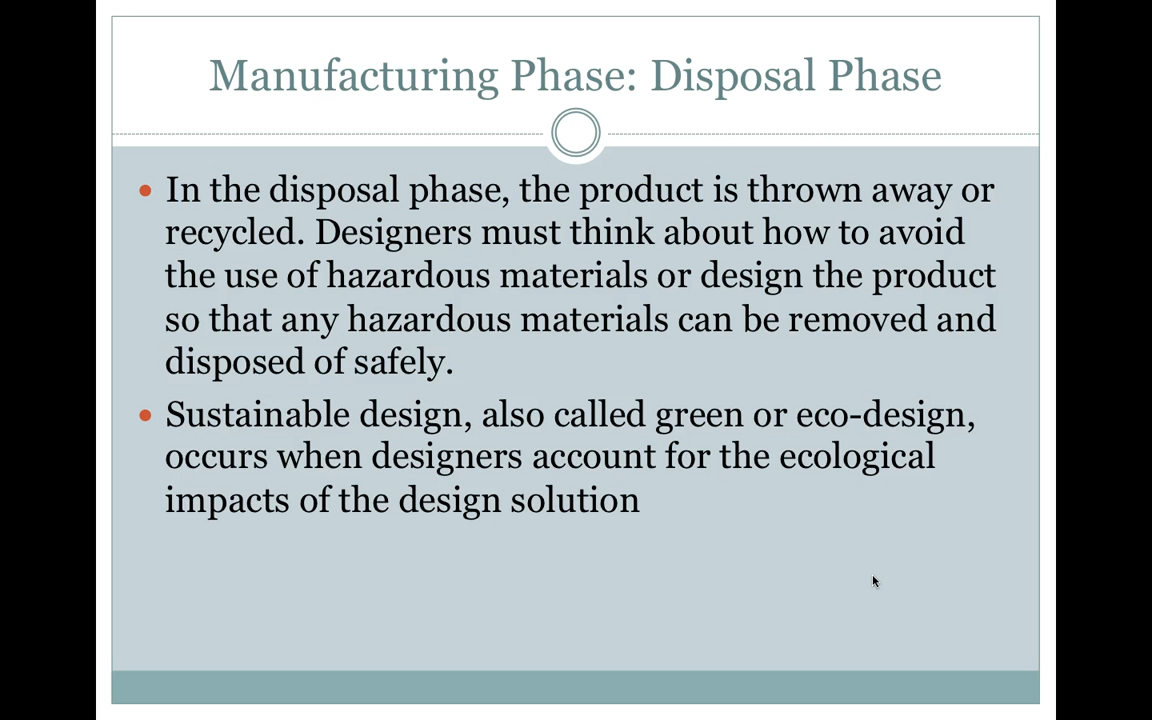 Manufacturing Phase: Disposal Phase
In the disposal phase, the product is thrown away or
recycled. Designers must think about how to avoid
the use of hazardous materials or design the product
so that any hazardous materials can be removed and
disposed of safely.
Sustainable design, also called green or eco-design,
occurs when designers account for the ecological
impacts of the design solution